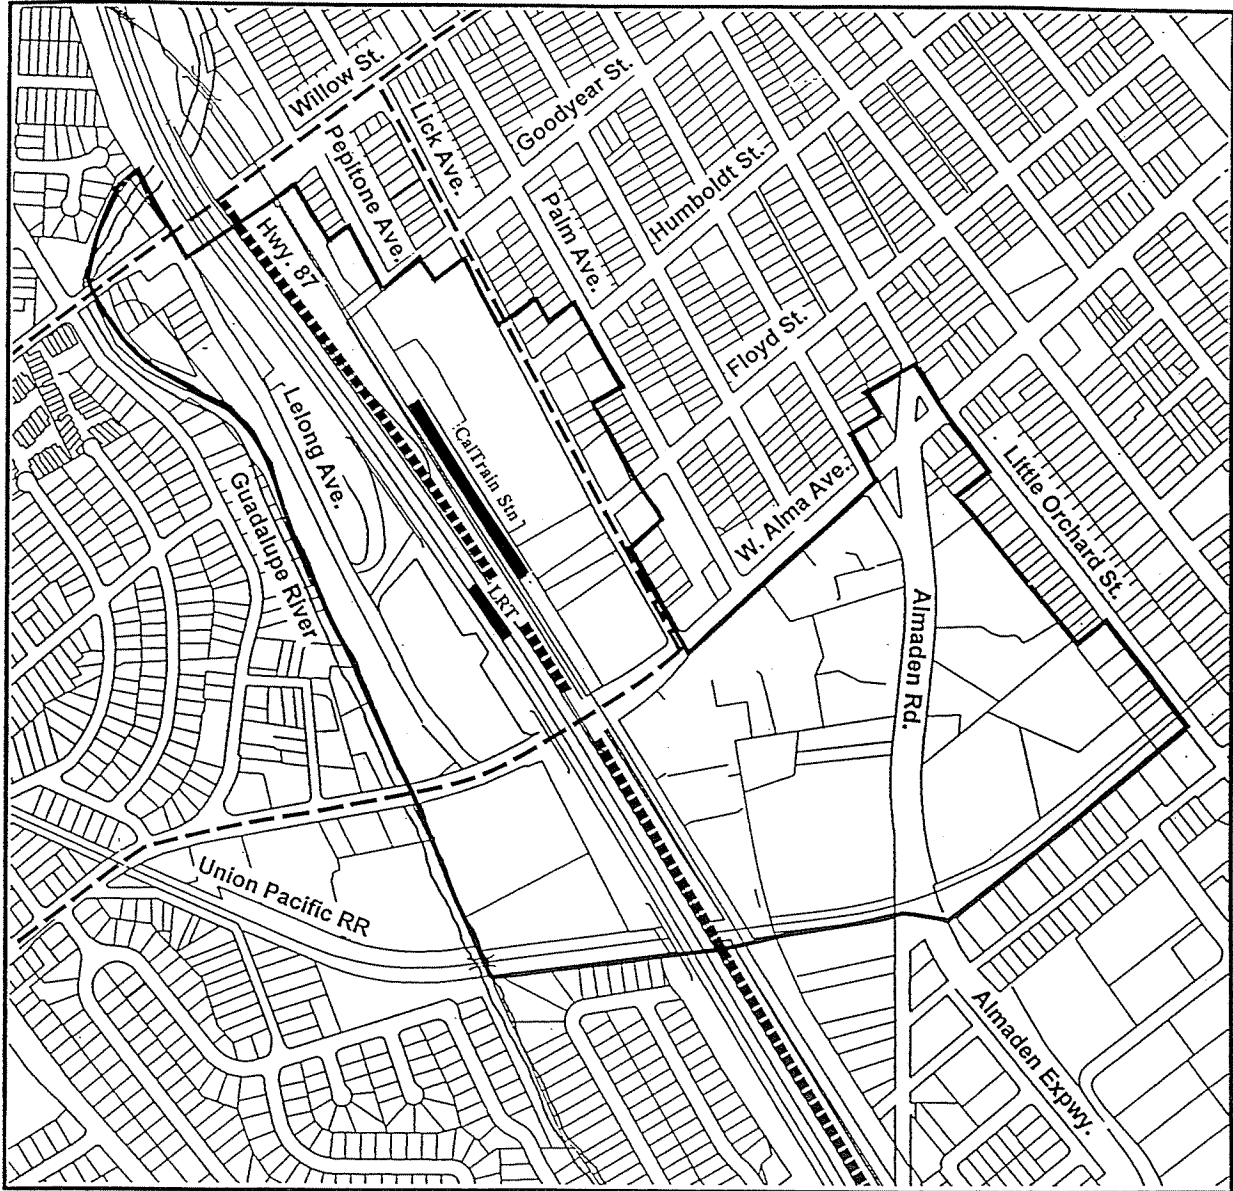 Willow St.
Lick Ave.
Goodyear St.
Pepitone Ave.
Humboldt St.
Palm Ave.
Hwy. 87
Floyd St.
Lelong Ave.
CalTrain Stn
Guadalupe River
W. Alma Ave.
Little Orchard St.
LRT
Almaden Rd.
Union Pacific RR
Almaden Expwy.